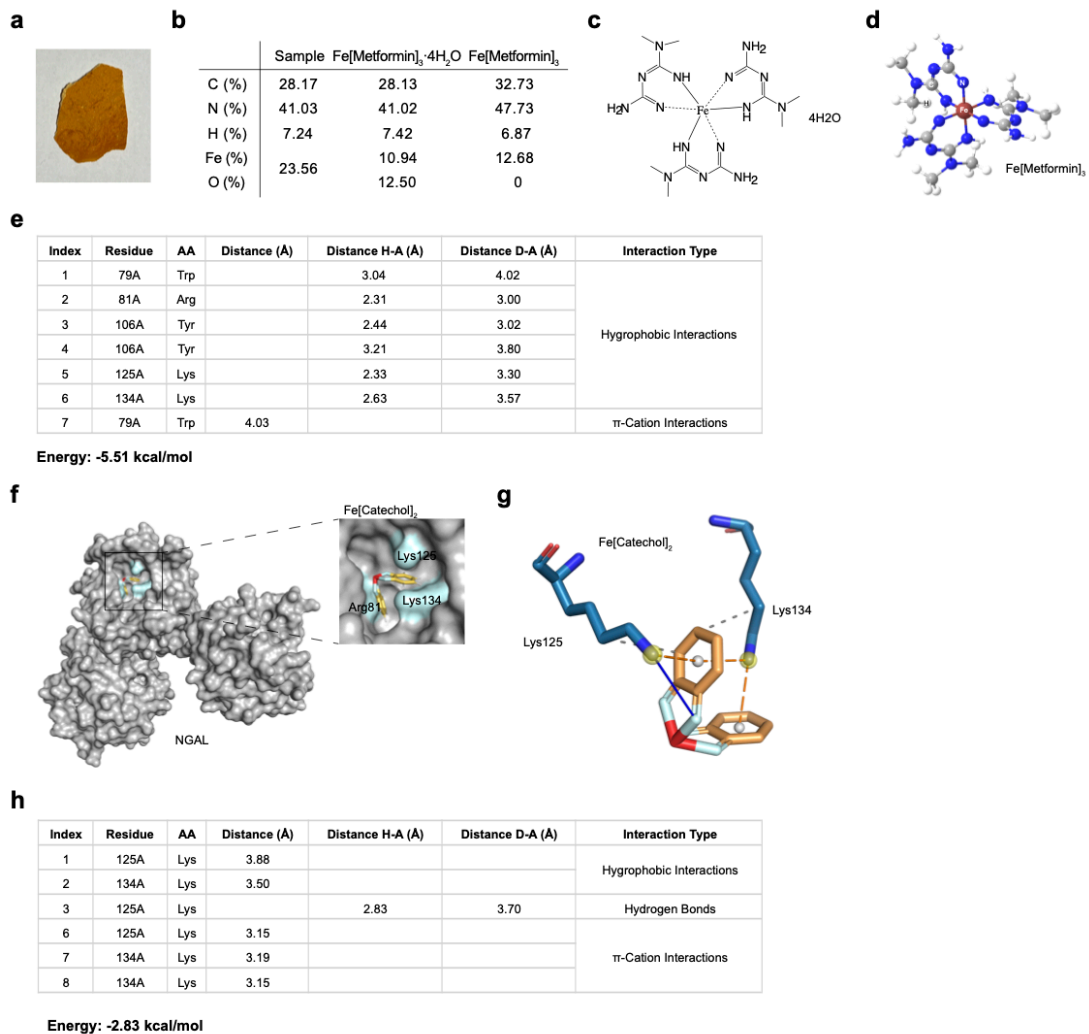 a
b
Sample Fe[Metformin]₃·4H₂O Fe[Metformin]₃
C (%) 28.17 28.13 32.73
N (%) 41.03 41.02 47.73
H (%) 7.24 7.42 6.87
Fe (%) 23.56 10.94 12.68
O (%) 12.50 0
c
N
NH2
NH
N
N
H2N
N
Fe
N
H
N
4H2O
HN
N
N
N
NH2
d
N
H
Fe
Fe[Metformin]₃
e
Index Residue AA Distance (Å) Distance H-A (Å) Distance D-A (Å) Interaction Type
1 79A Trp 3.04 4.02
2 81A Arg 2.31 3.00
3 106A Tyr 2.44 3.02
Hygrophobic Interactions
4 106A Tyr 3.21 3.80
5 125A Lys 2.33 3.30
6 134A Lys 2.63 3.57
7 79A Trp 4.03 π-Cation Interactions
Energy: -5.51 kcal/mol
f
Fe[Catechol]₂
Lys125
Arg81
Lys134
NGAL
g
Fe[Catechol]₂
Lys134
Lys125
h
Index Residue AA Distance (Å) Distance H-A (Å) Distance D-A (Å) Interaction Type
1 125A Lys 3.88
Hygrophobic Interactions
2 134A Lys 3.50
3 125A Lys 2.83 3.70 Hydrogen Bonds
6 125A Lys 3.15
7 134A Lys 3.19 π-Cation Interactions
8 134A Lys 3.15
Energy: -2.83 kcal/mol